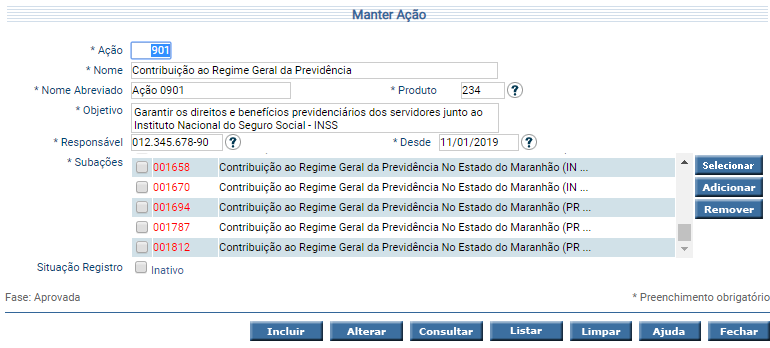 Manter Ação
* Ação 901
* Nome Contribuição ao Regime Geral da Previdência
* Nome Abreviado Ação 0901 * Produto 234 ?
* Objetivo Garantir os direitos e benefícios previdenciários dos servidores junto ao
Instituto Nacional do Seguro Social - INSS
* Responsável 012.345.678-90 ? * Desde 11/01/2019 ?
* Subações 001658 Contribuição ao Regime Geral da Previdência No Estado do Maranhão (IN ... Selecionar
001670 Contribuição ao Regime Geral da Previdência No Estado do Maranhão (IN ... Adicionar
001694 Contribuição ao Regime Geral da Previdência No Estado do Maranhão (PR ... Remover
001787 Contribuição ao Regime Geral da Previdência No Estado do Maranhão (PR ...
001812 Contribuição ao Regime Geral da Previdência No Estado do Maranhão (PR ...
Situação Registro Inativo
Fase: Aprovada * Preenchimento obrigatório
Incluir Alterar Consultar Listar Limpar Ajuda Fechar